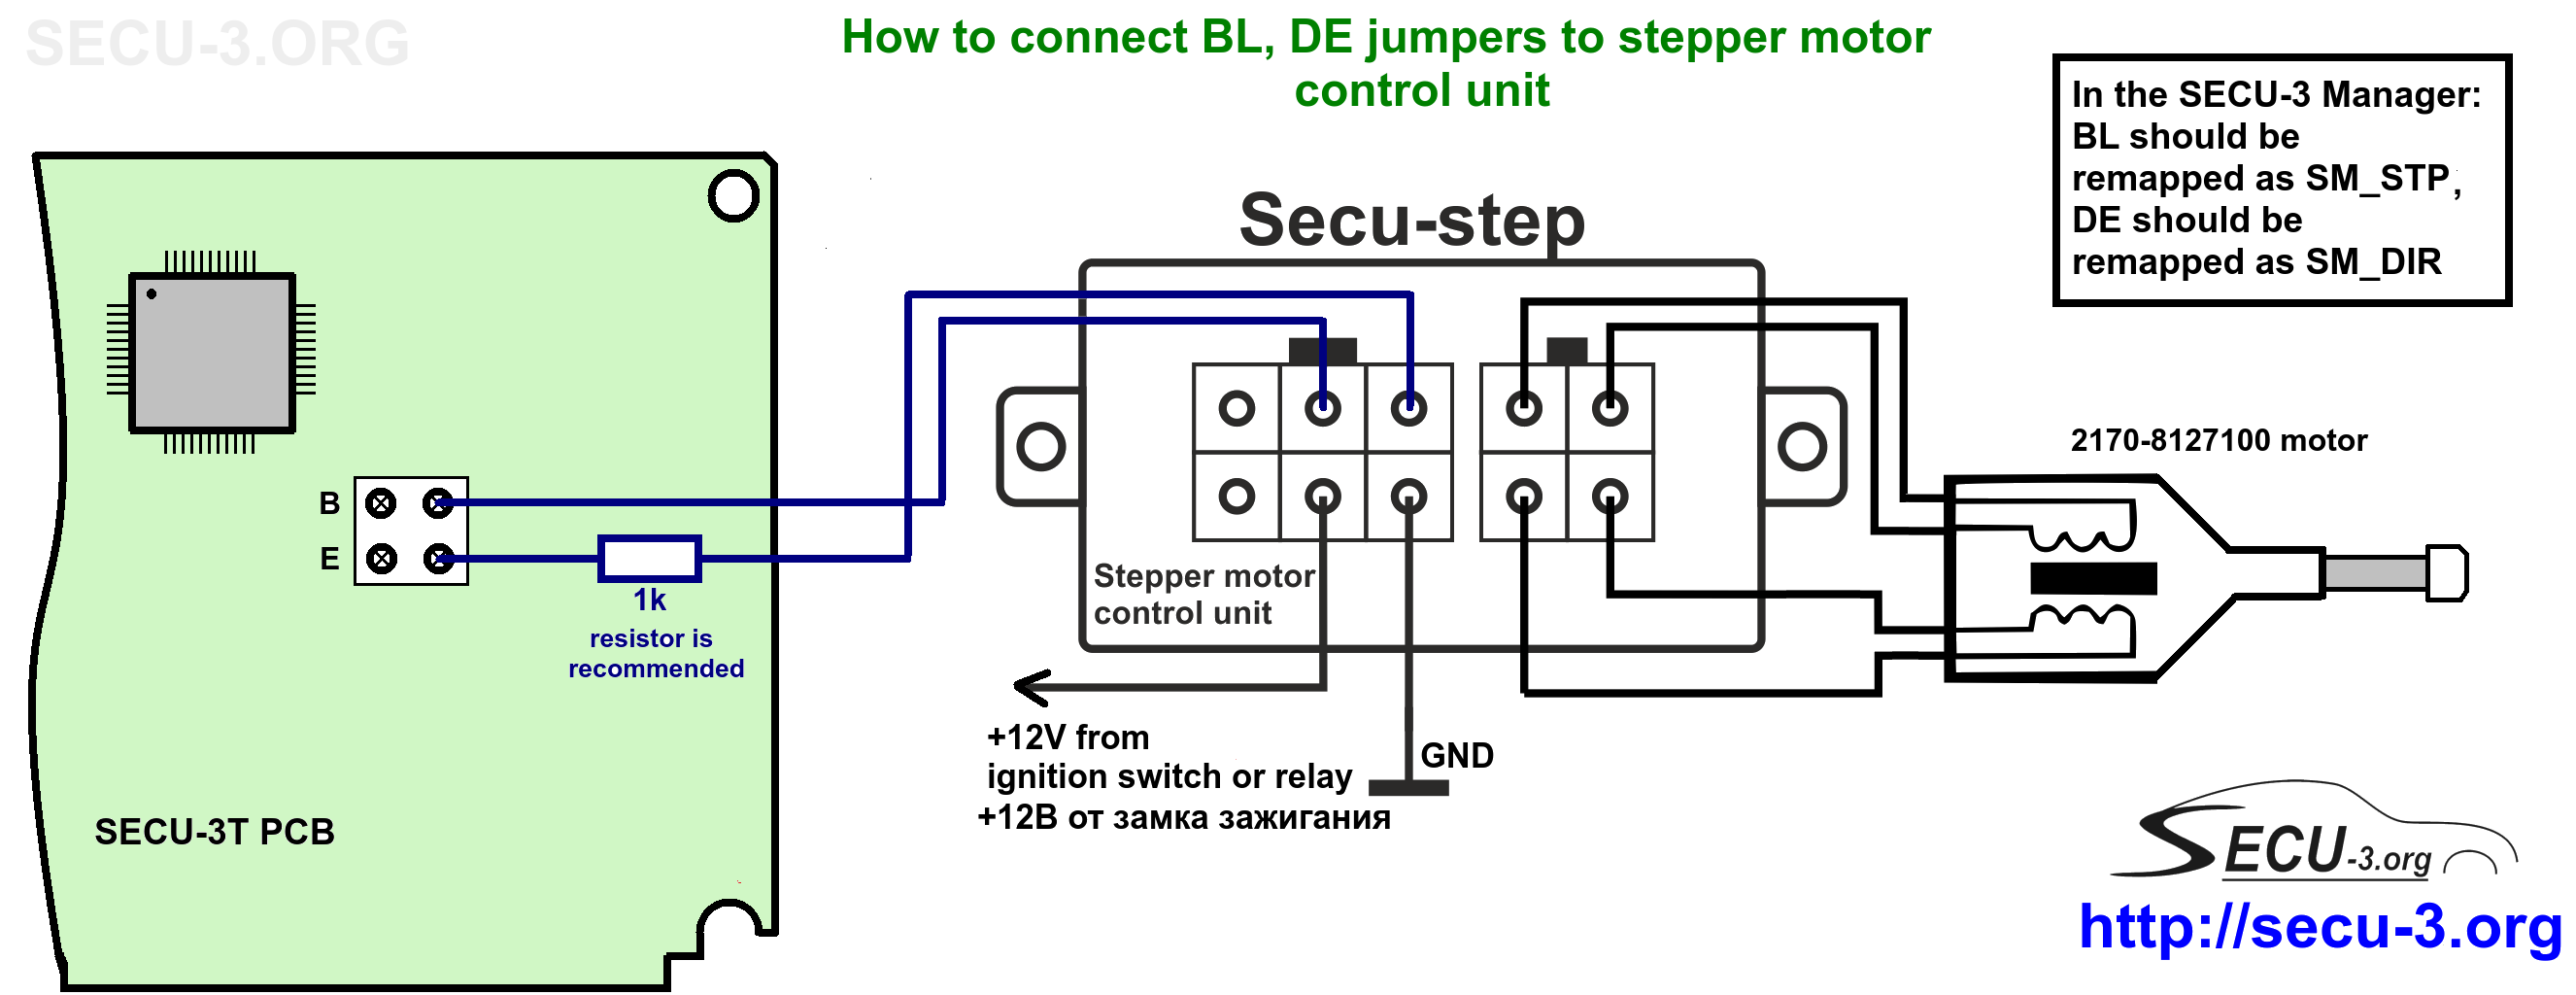 SECU-3.ORG
How to connect BL, DE jumpers to stepper motor
control unit
In the SECU-3 Manager:
BL should be
remapped as SM_STP,
DE should be
remapped as SM_DIR
Secu-step
2170-8127100 motor
B
E
1k
resistor is
recommended
Stepper motor
control unit
+12V from
ignition switch or relay
+12В от замка зажигания
GND
SECU-3T PCB
SECU-3.org
http://secu-3.org